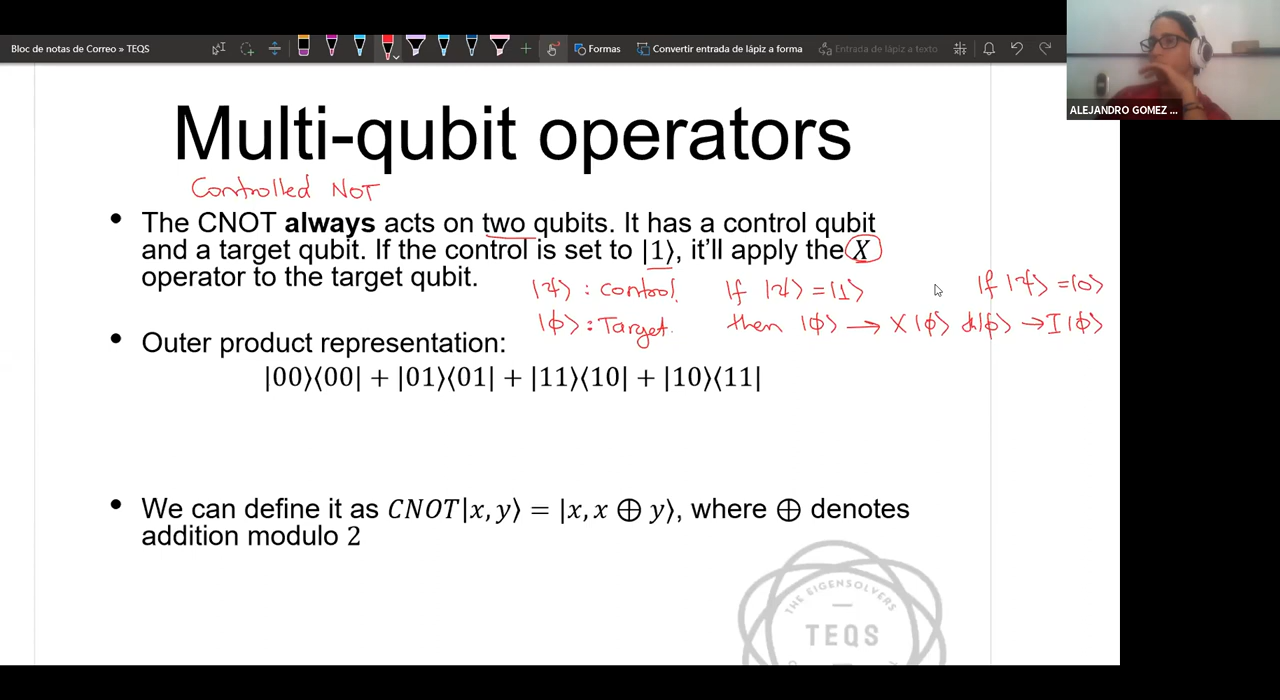 Bloc de notas de Correo » TEQS
Formas
Convertir entrada de lápiz a forma
Entrada de lápiz a texto
ALEJANDRO GOMEZ ...
Multi-qubit operators
Controlled NOT
• The CNOT always acts on two qubits. It has a control qubit
and a target qubit. If the control is set to |1⟩, it'll apply the X
operator to the target qubit.
|ψ⟩ : control. If |ψ⟩ = |1⟩ If |ψ⟩ = |0⟩
|ϕ⟩ : Target. then |ϕ⟩ → X|ϕ⟩ |ϕ⟩ → I|ϕ⟩
• Outer product representation:
|00⟩⟨00| + |01⟩⟨01| + |11⟩⟨10| + |10⟩⟨11|
• We can define it as CNOT|x, y⟩ = |x, x ⊕ y⟩, where ⊕ denotes
addition modulo 2
THE EIGENSOLVERS
TEQS